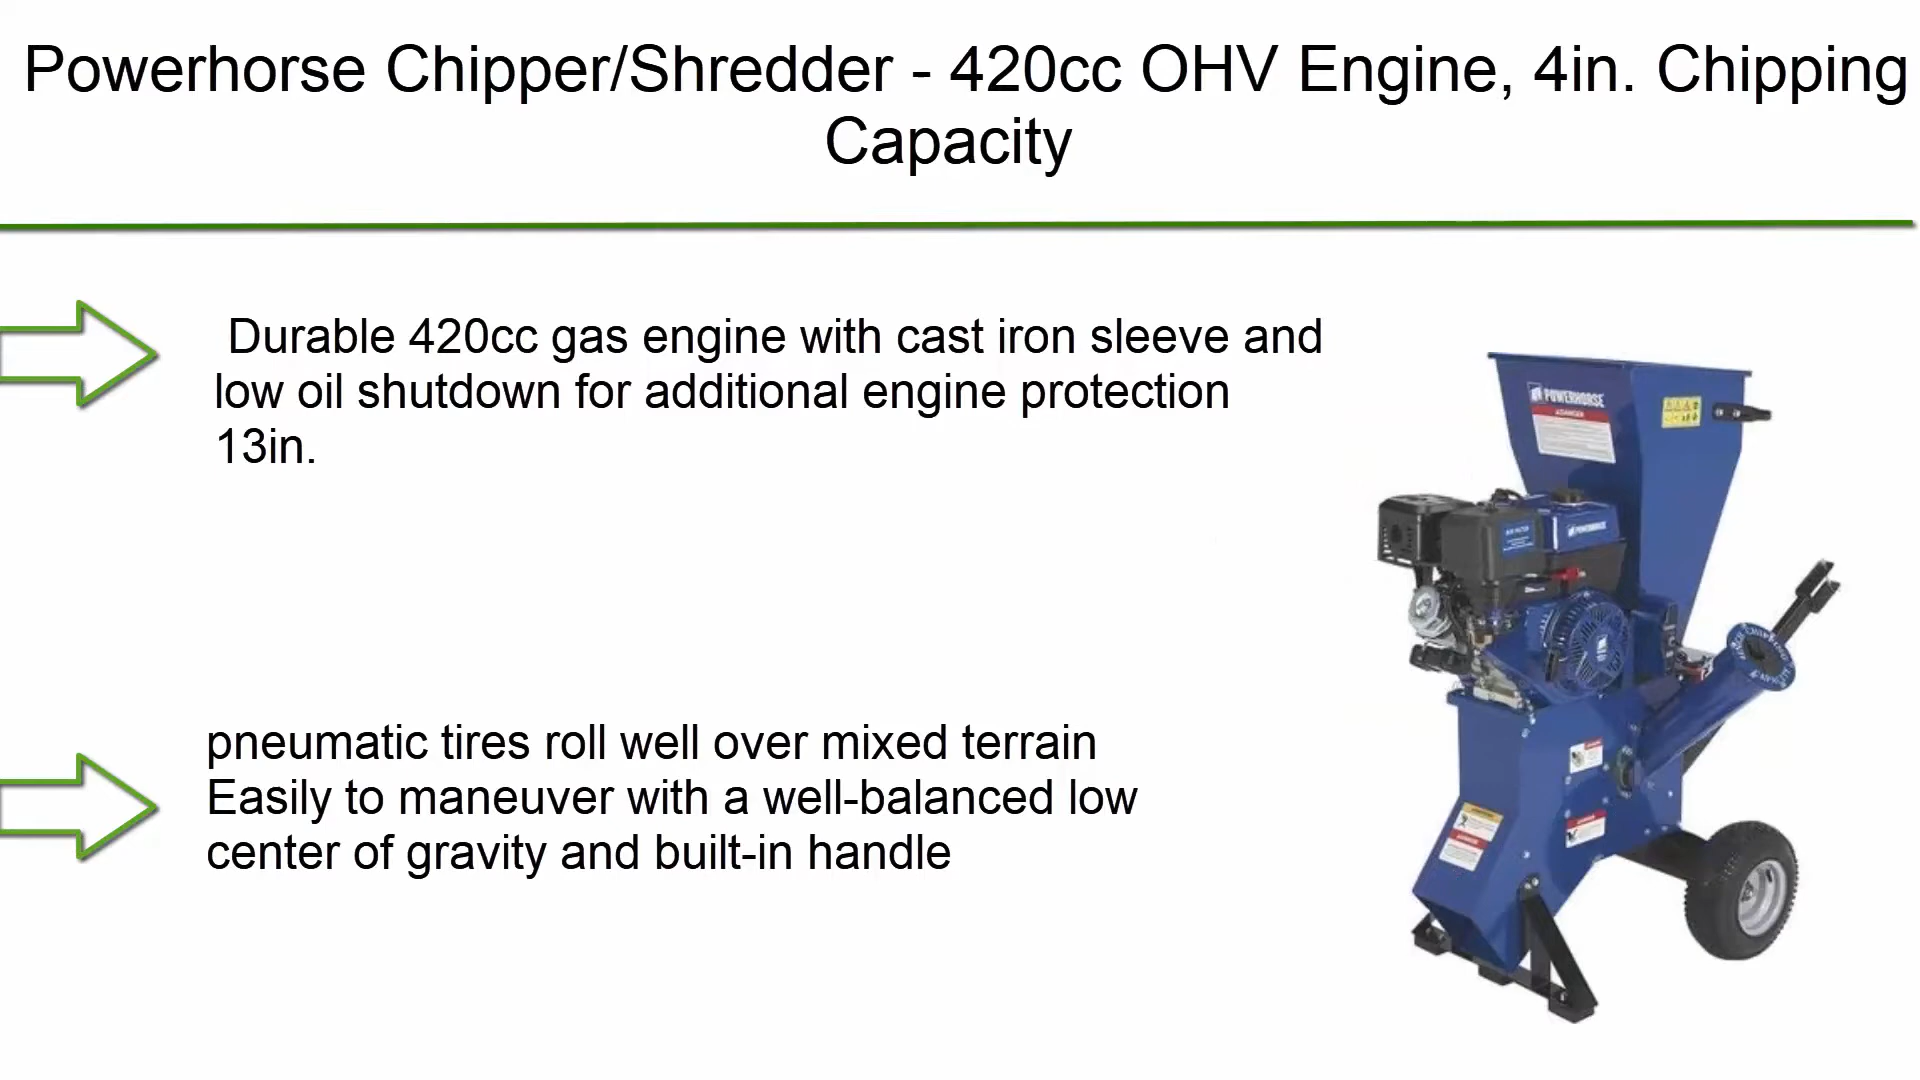 Powerhorse Chipper/Shredder - 420cc OHV Engine, 4in. Chipping
Capacity
Durable 420cc gas engine with cast iron sleeve and
low oil shutdown for additional engine protection
13in.
pneumatic tires roll well over mixed terrain
Easily to maneuver with a well-balanced low
center of gravity and built-in handle
POWERHORSE
DANGER
POWERHORSE